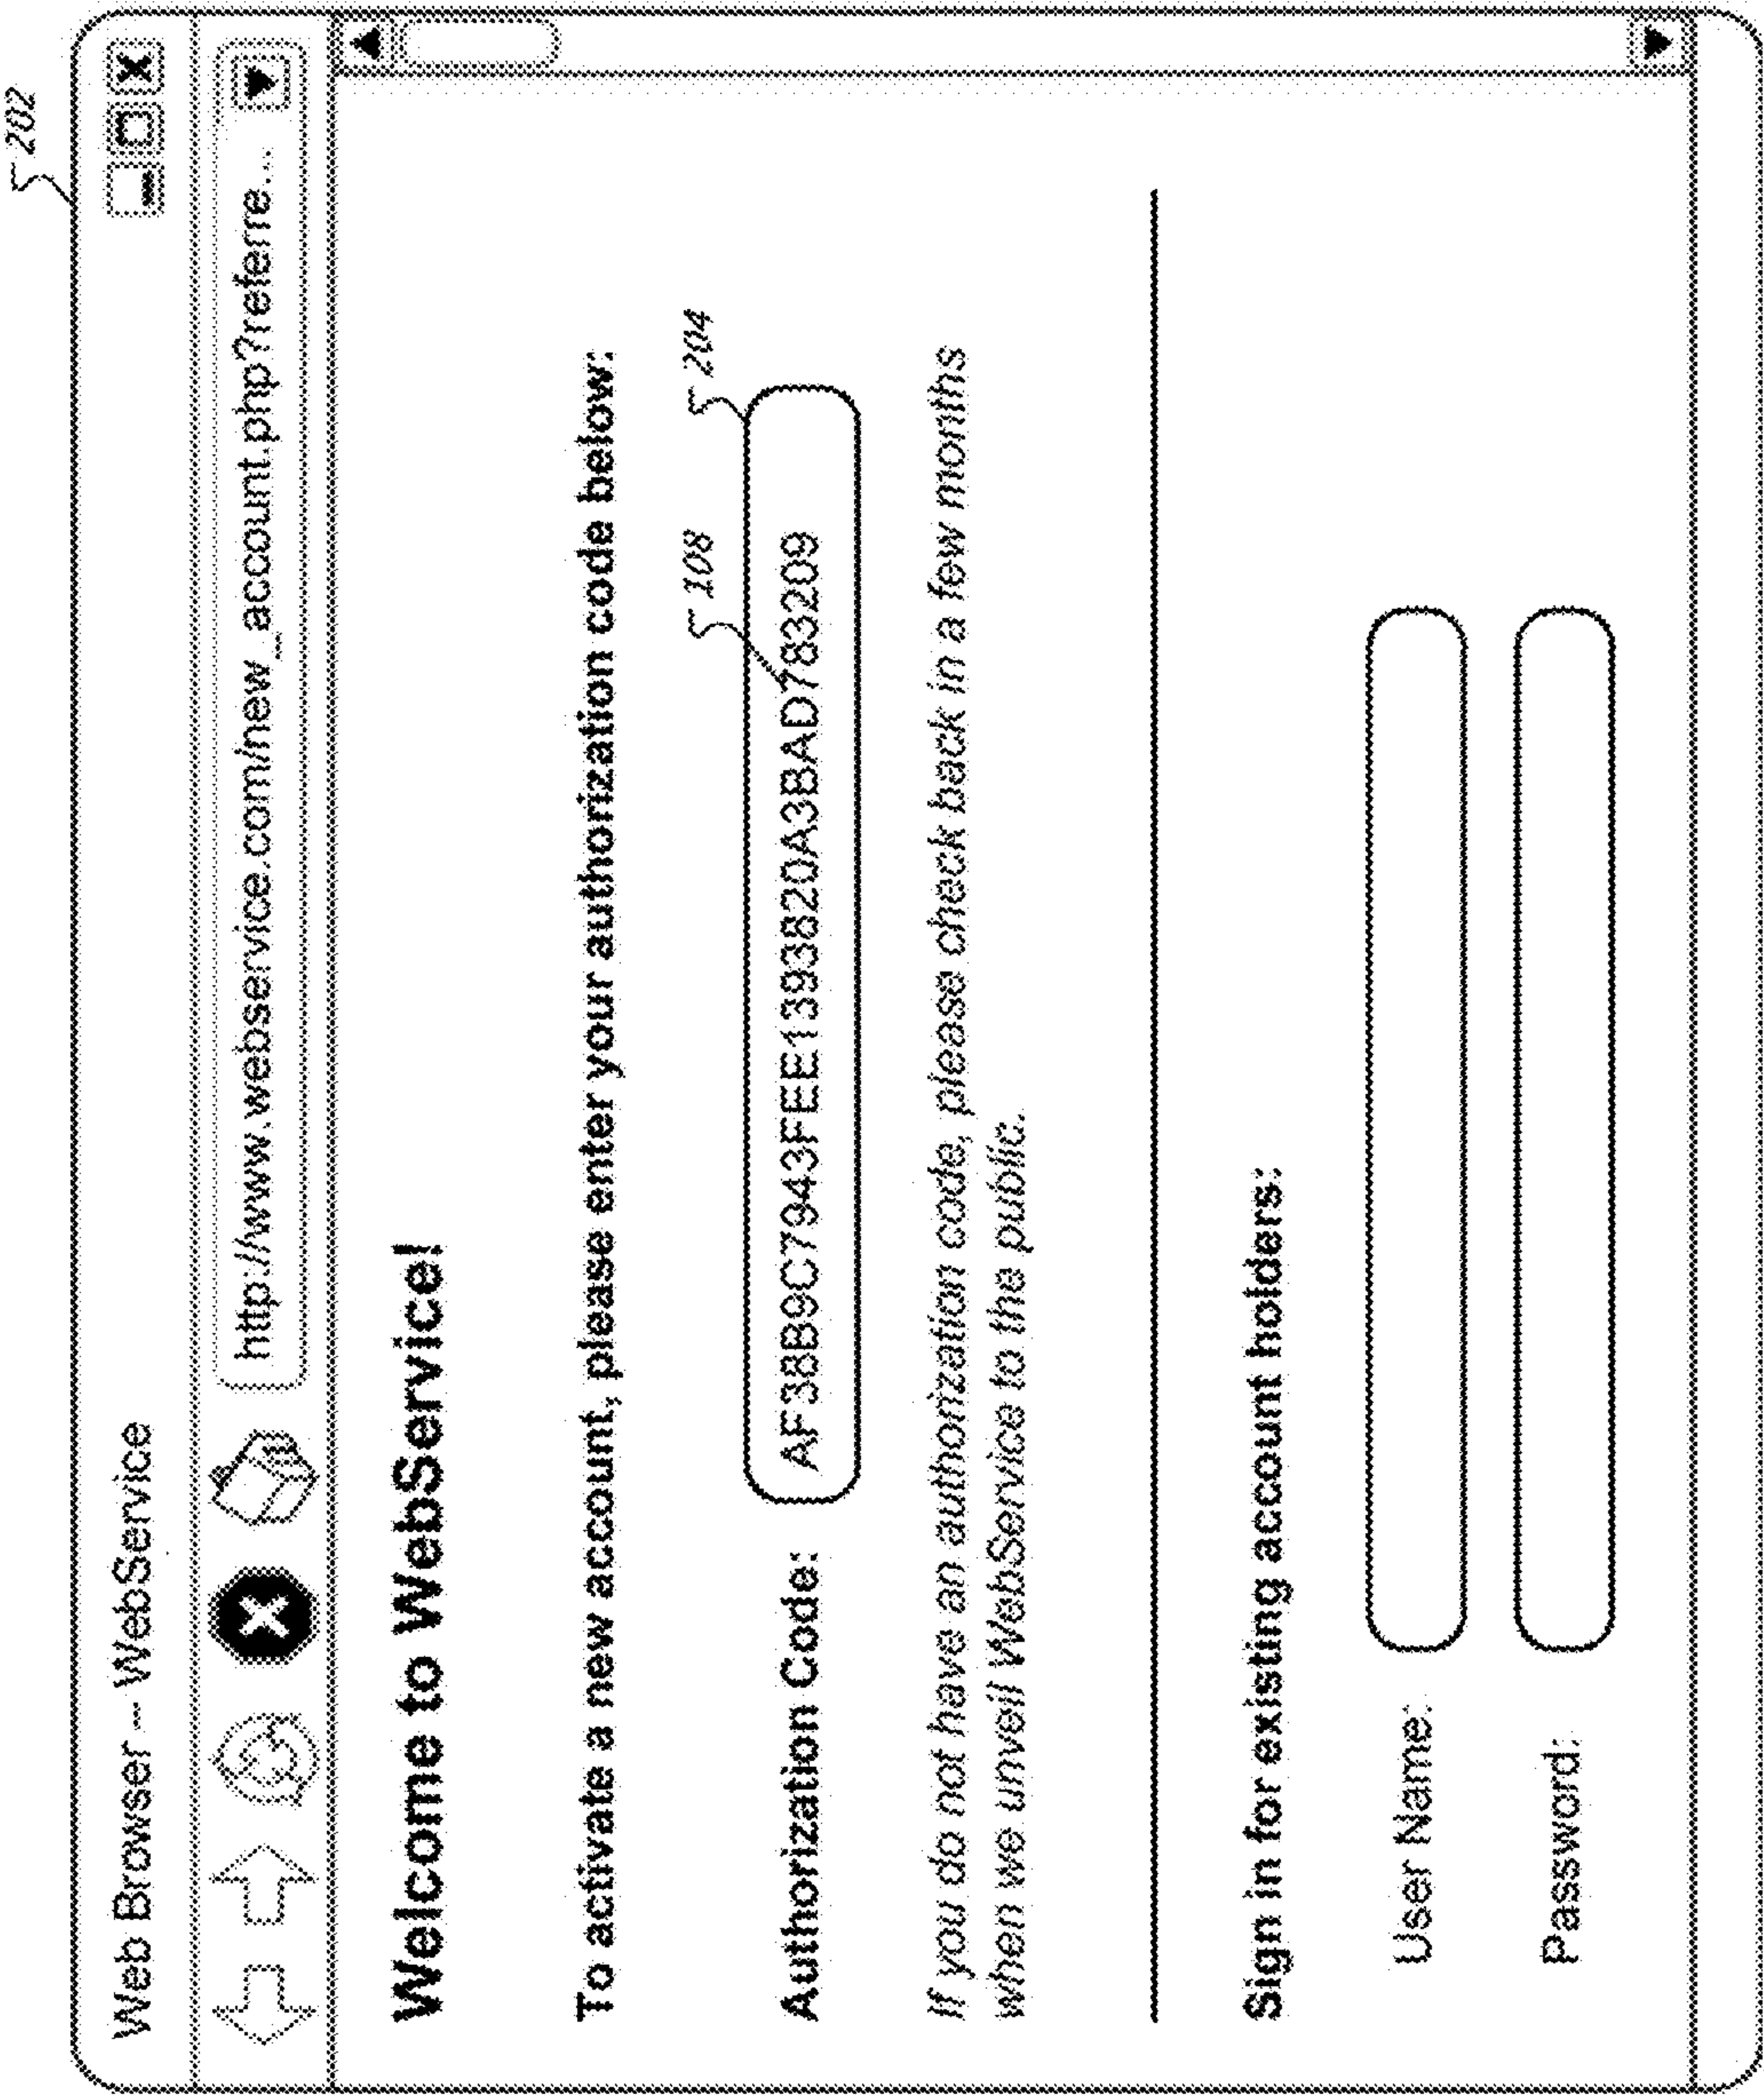 202
Web Browser -- WebService
http://www.webservice.com/new_account.php?referre...
Welcome to WebService!
To activate a new account, please enter your authorization code below:
108
204
Authorization Code: AF38B9C7943FEE1393820A3BAD783209
If you do not have an authorization code, please check back in a few months
when we unveil WebService to the public.
Sign in for existing account holders:
User Name:
Password: